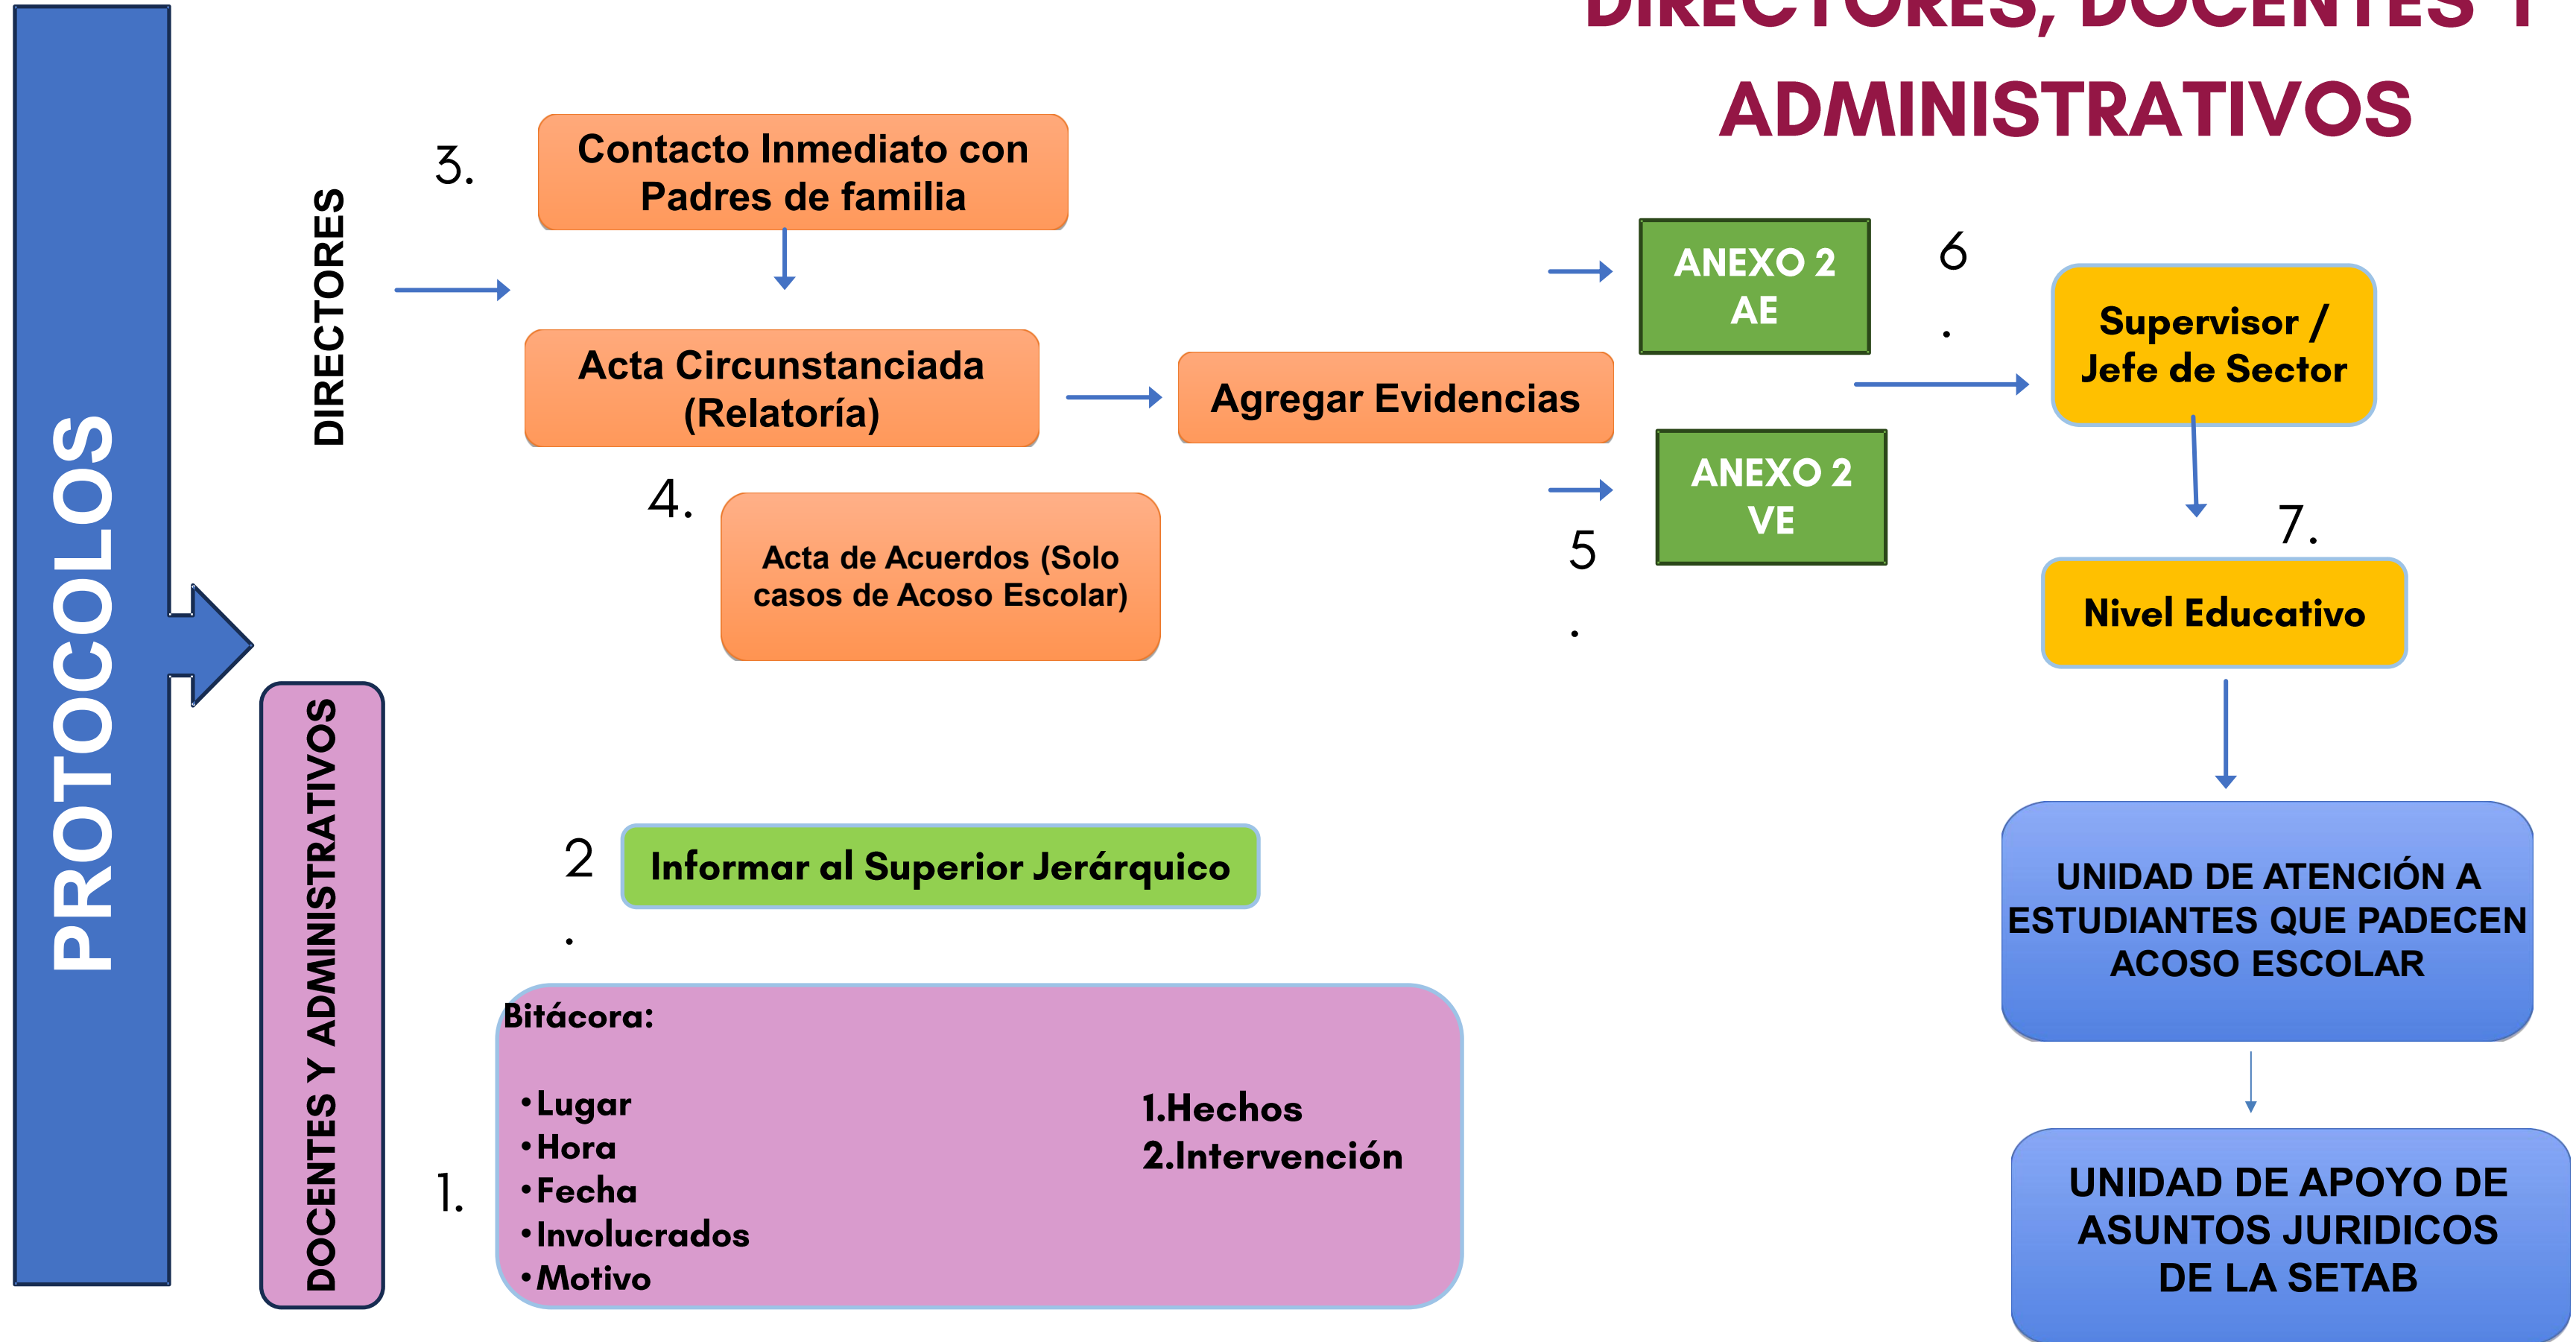 DIRECTORES, DOCENTES Y
ADMINISTRATIVOS
PROTOCOLOS
DIRECTORES
3.
Contacto Inmediato con
Padres de familia
Acta Circunstanciada
(Relatoría)
Agregar Evidencias
4.
Acta de Acuerdos (Solo
casos de Acoso Escolar)
ANEXO 2
AE
ANEXO 2
VE
5
.
6
.
Supervisor /
Jefe de Sector
7.
Nivel Educativo
UNIDAD DE ATENCIÓN A
ESTUDIANTES QUE PADECEN
ACOSO ESCOLAR
UNIDAD DE APOYO DE
ASUNTOS JURIDICOS
DE LA SETAB
DOCENTES Y ADMINISTRATIVOS
2
.
Informar al Superior Jerárquico
1.
Bitácora:
•Lugar
•Hora
•Fecha
•Involucrados
•Motivo
1.Hechos
2.Intervención